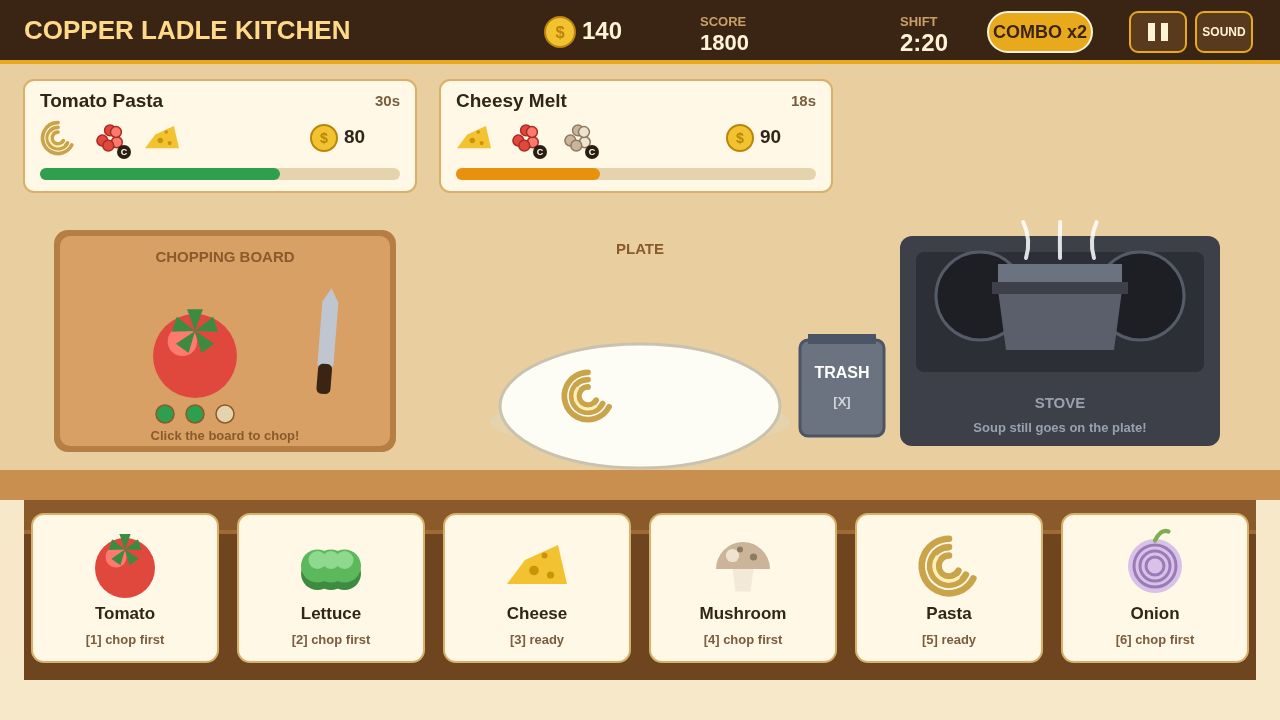 COPPER LADLE KITCHEN
$ 140
SCORE
1800
SHIFT
2:20
COMBO x2
SOUND
Tomato Pasta
30s
C
$ 80
Cheesy Melt
18s
C
C
$ 90
CHOPPING BOARD
Click the board to chop!
PLATE
TRASH
[X]
STOVE
Soup still goes on the plate!
Tomato
[1] chop first
Lettuce
[2] chop first
Cheese
[3] ready
Mushroom
[4] chop first
Pasta
[5] ready
Onion
[6] chop first